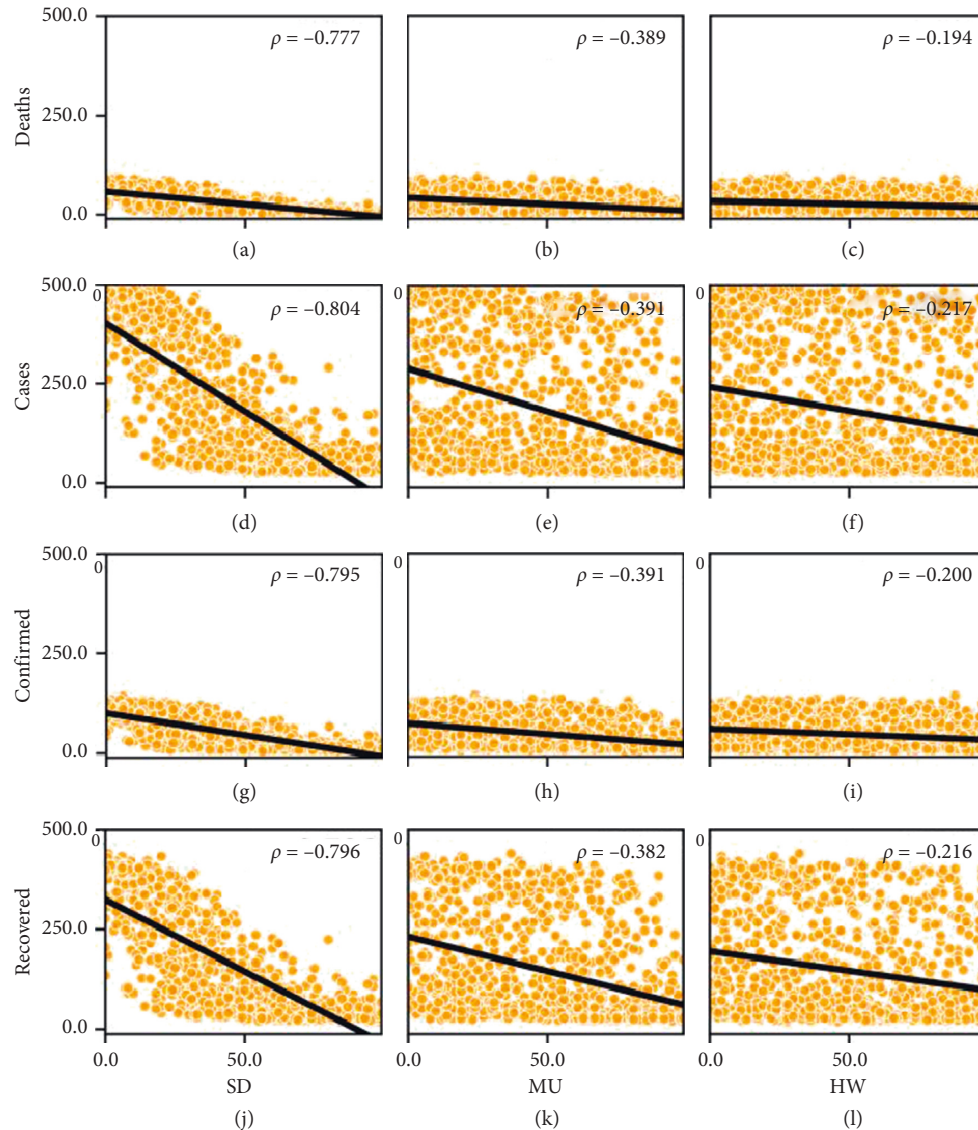 500.0
ρ = –0.777
ρ = –0.389
ρ = –0.194
Deaths
250.0
0.0
(a)
(b)
(c)
500.0
0
0
0
ρ = –0.804
ρ = –0.391
ρ = –0.217
Cases
250.0
0.0
(d)
(e)
(f)
500.0
0
0
0
ρ = –0.795
ρ = –0.391
ρ = –0.200
Confirmed
250.0
0.0
(g)
(h)
(i)
500.0
0
0
0
ρ = –0.796
ρ = –0.382
ρ = –0.216
Recovered
250.0
0.0
0.0
50.0
0.0
50.0
0.0
50.0
SD
MU
HW
(j)
(k)
(l)